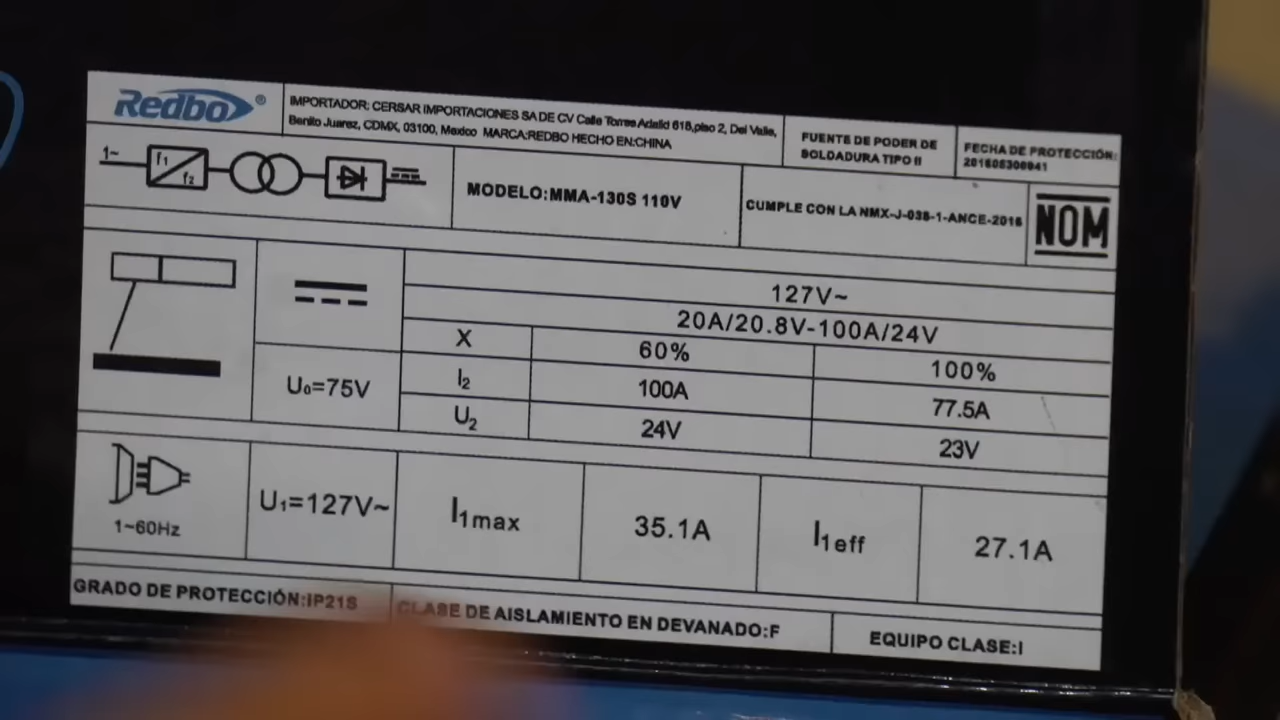 Redbo®
IMPORTADOR: CERSAR IMPORTACIONES SA DE CV Calle Torres Adalid 618,piso 2, Del Valle,
Benito Juarez, CDMX, 03100, Mexico MARCA:REDBO HECHO EN:CHINA
FUENTE DE PODER DE
SOLDADURA TIPO II
FECHA DE PROTECCIÓN:
1~
f1
f2
MODELO:MMA-130S 110V
CUMPLE CON LA NMX-J-038-1-ANCE-2016
NOM
127V~
20A/20.8V-100A/24V
X
60%
100%
U₀=75V
I₂
100A
77.5A
U₂
24V
23V
1~60Hz
U₁=127V~
I₁max
35.1A
I₁eff
27.1A
GRADO DE PROTECCIÓN:IP21S
CLASE DE AISLAMIENTO EN DEVANADO:F
EQUIPO CLASE:I